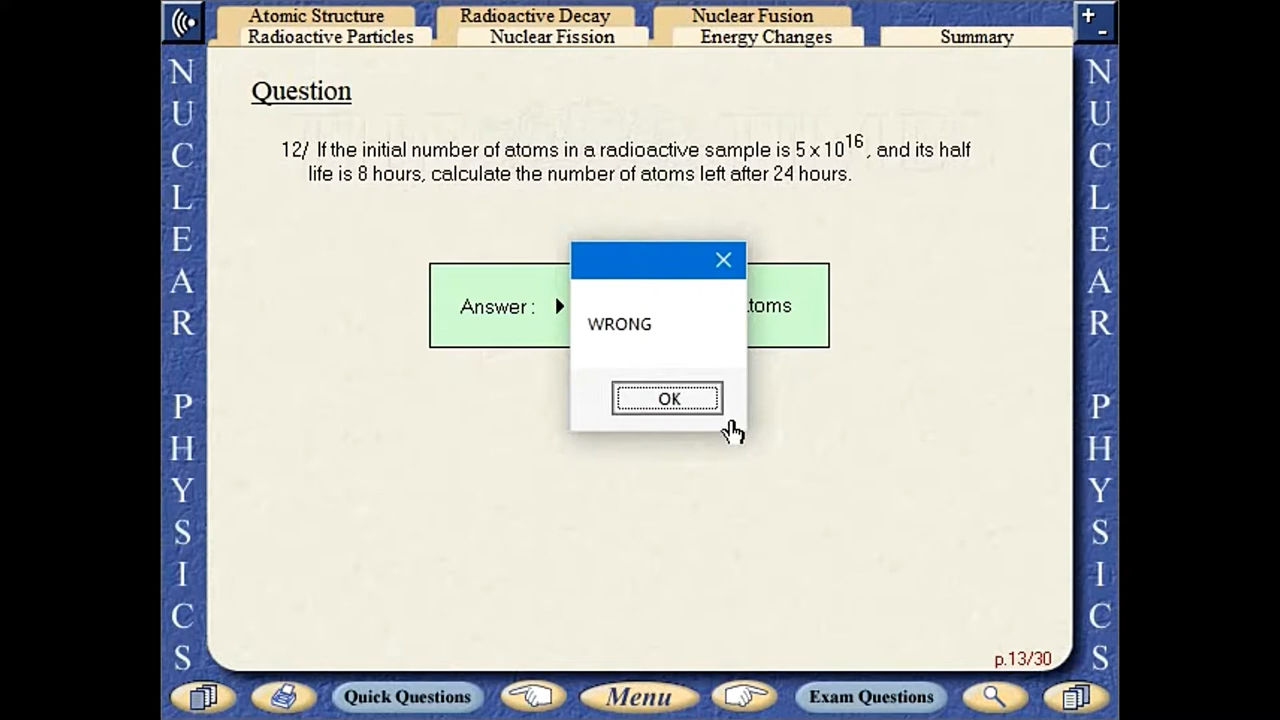 Atomic Structure
Radioactive Decay
Nuclear Fusion
Radioactive Particles
Nuclear Fission
Energy Changes
Summary
+
-
NUCLEAR PHYSICS
NUCLEAR PHYSICS
Question
12/ If the initial number of atoms in a radioactive sample is 5 x 10^16, and its half
life is 8 hours, calculate the number of atoms left after 24 hours.
Answer :
toms
WRONG
OK
p.13/30
Quick Questions
Menu
Exam Questions